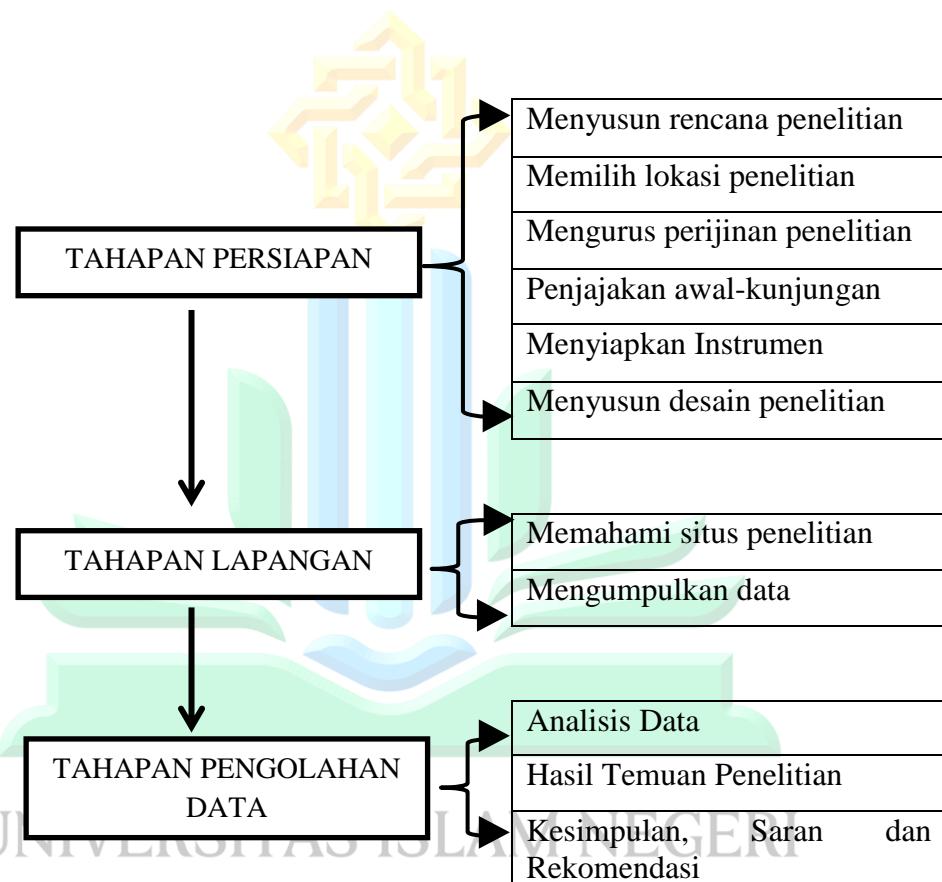 TAHAPAN PERSIAPAN
Menyusun rencana penelitian
Memilih lokasi penelitian
Mengurus perijinan penelitian
Penjajakan awal-kunjungan
Menyiapkan Instrumen
Menyusun desain penelitian
TAHAPAN LAPANGAN
Memahami situs penelitian
Mengumpulkan data
TAHAPAN PENGOLAHAN
DATA
Analisis Data
Hasil Temuan Penelitian
Kesimpulan, Saran dan
Rekomendasi
UNIVERSITAS ISLAM NEGERI